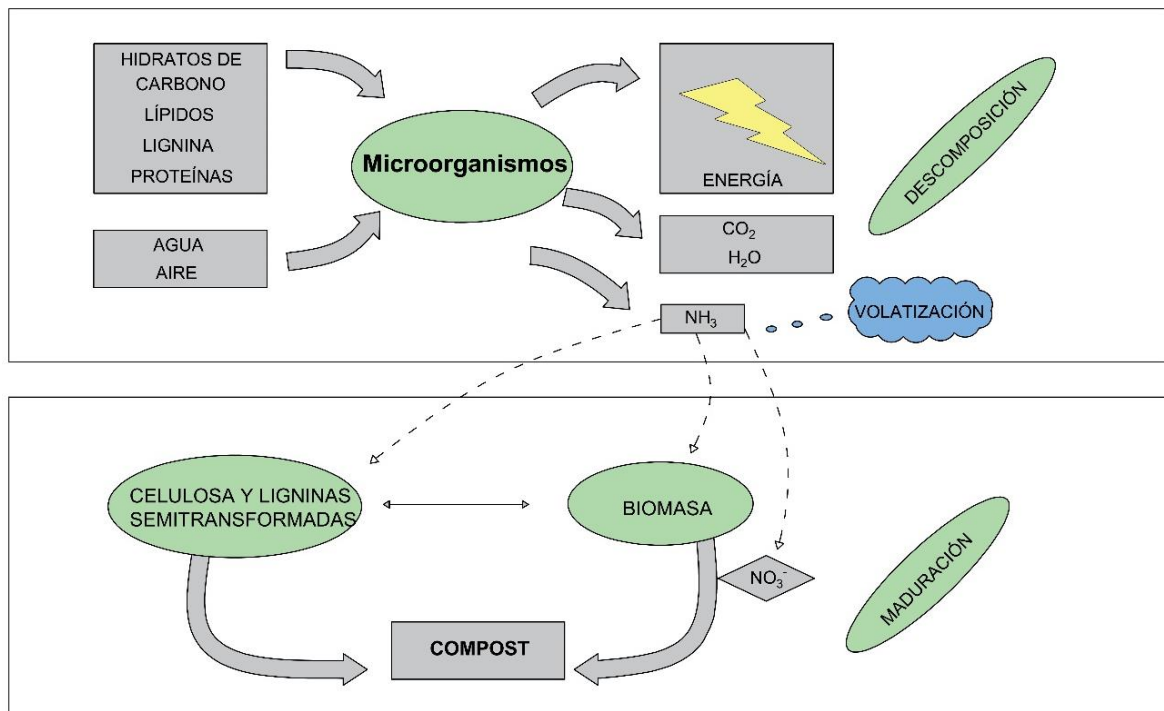 HIDRATOS DE
CARBONO
LÍPIDOS
LIGNINA
PROTEÍNAS
AGUA
AIRE
Microorganismos
ENERGÍA
CO₂
H₂O
NH₃
DESCOMPOSICIÓN
VOLATIZACIÓN
CELULOSA Y LIGNINAS
SEMITRANSFORMADAS
BIOMASA
NO₃⁻
COMPOST
MADURACIÓN